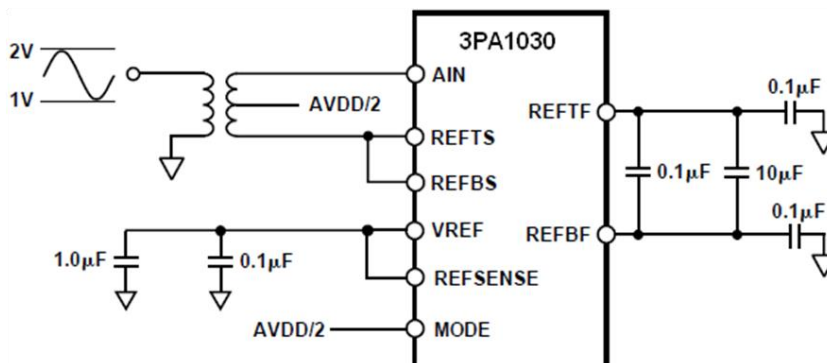 3PA1030
2V
1V
AVDD/2
AIN
REFTS
REFBS
VREF
REFSENSE
MODE
1.0µF
0.1µF
AVDD/2
REFTF
REFBF
0.1µF
0.1µF
10µF
0.1µF